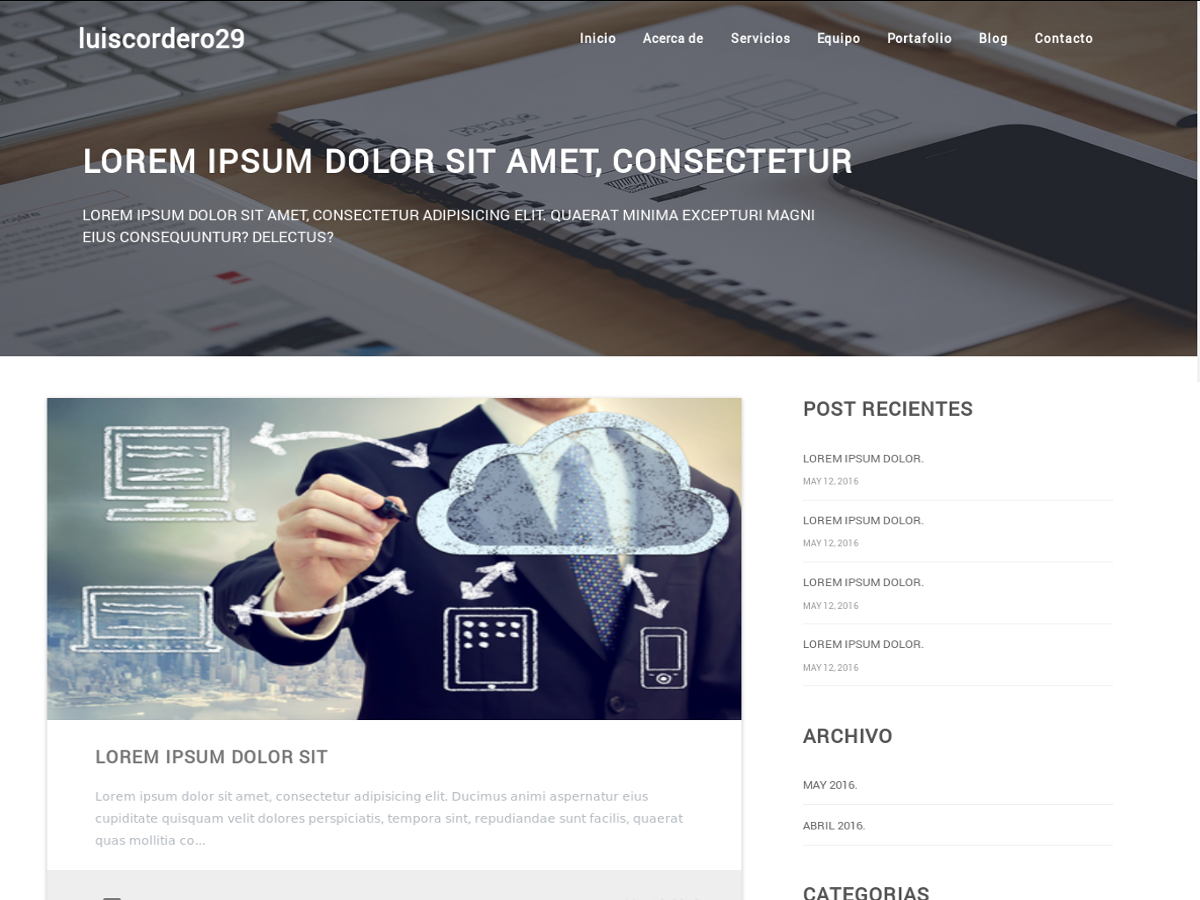 luiscordero29
Inicio Acerca de Servicios Equipo Portafolio Blog Contacto
LOREM IPSUM DOLOR SIT AMET, CONSECTETUR
LOREM IPSUM DOLOR SIT AMET, CONSECTETUR ADIPISICING ELIT. QUAERAT MINIMA EXCEPTURI MAGNI
EIUS CONSEQUUNTUR? DELECTUS?
LOREM IPSUM DOLOR SIT
Lorem ipsum dolor sit amet, consectetur adipisicing elit. Ducimus animi aspernatur eius
cupiditate quisquam velit dolores perspiciatis, tempora sint, repudiandae sunt facilis, quaerat
quas mollitia co...
POST RECIENTES
LOREM IPSUM DOLOR.
MAY 12, 2016
LOREM IPSUM DOLOR.
MAY 12, 2016
LOREM IPSUM DOLOR.
MAY 12, 2016
LOREM IPSUM DOLOR.
MAY 12, 2016
ARCHIVO
MAY 2016.
ABRIL 2016.
CATEGORIAS